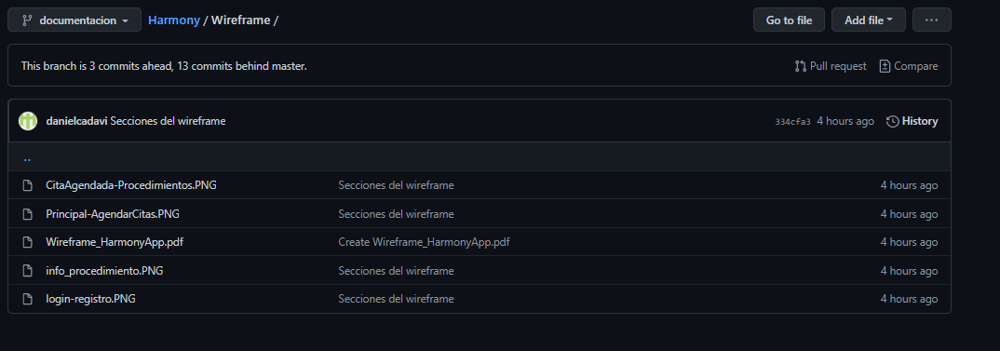 documentacion Harmony / Wireframe / Go to file Add file ...
This branch is 3 commits ahead, 13 commits behind master. Pull request Compare
danielcadavi Secciones del wireframe 334cfa3 4 hours ago History
..
CitaAgendada-Procedimientos.PNG Secciones del wireframe 4 hours ago
Principal-AgendarCitas.PNG Secciones del wireframe 4 hours ago
Wireframe_HarmonyApp.pdf Create Wireframe_HarmonyApp.pdf 4 hours ago
info_procedimiento.PNG Secciones del wireframe 4 hours ago
login-registro.PNG Secciones del wireframe 4 hours ago